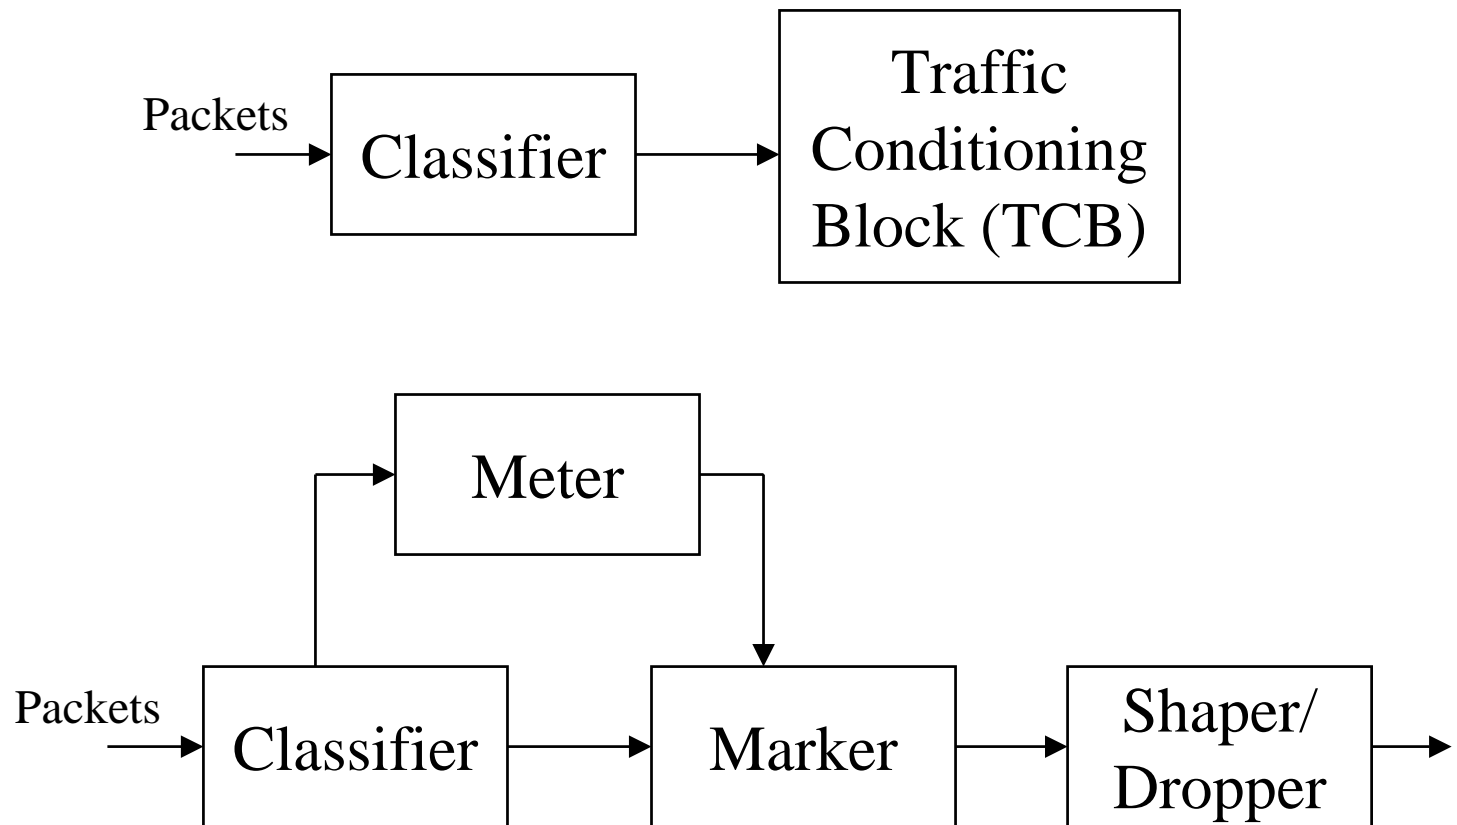 Packets
Classifier
Traffic
Conditioning
Block (TCB)
Meter
Packets
Classifier
Marker
Shaper/
Dropper